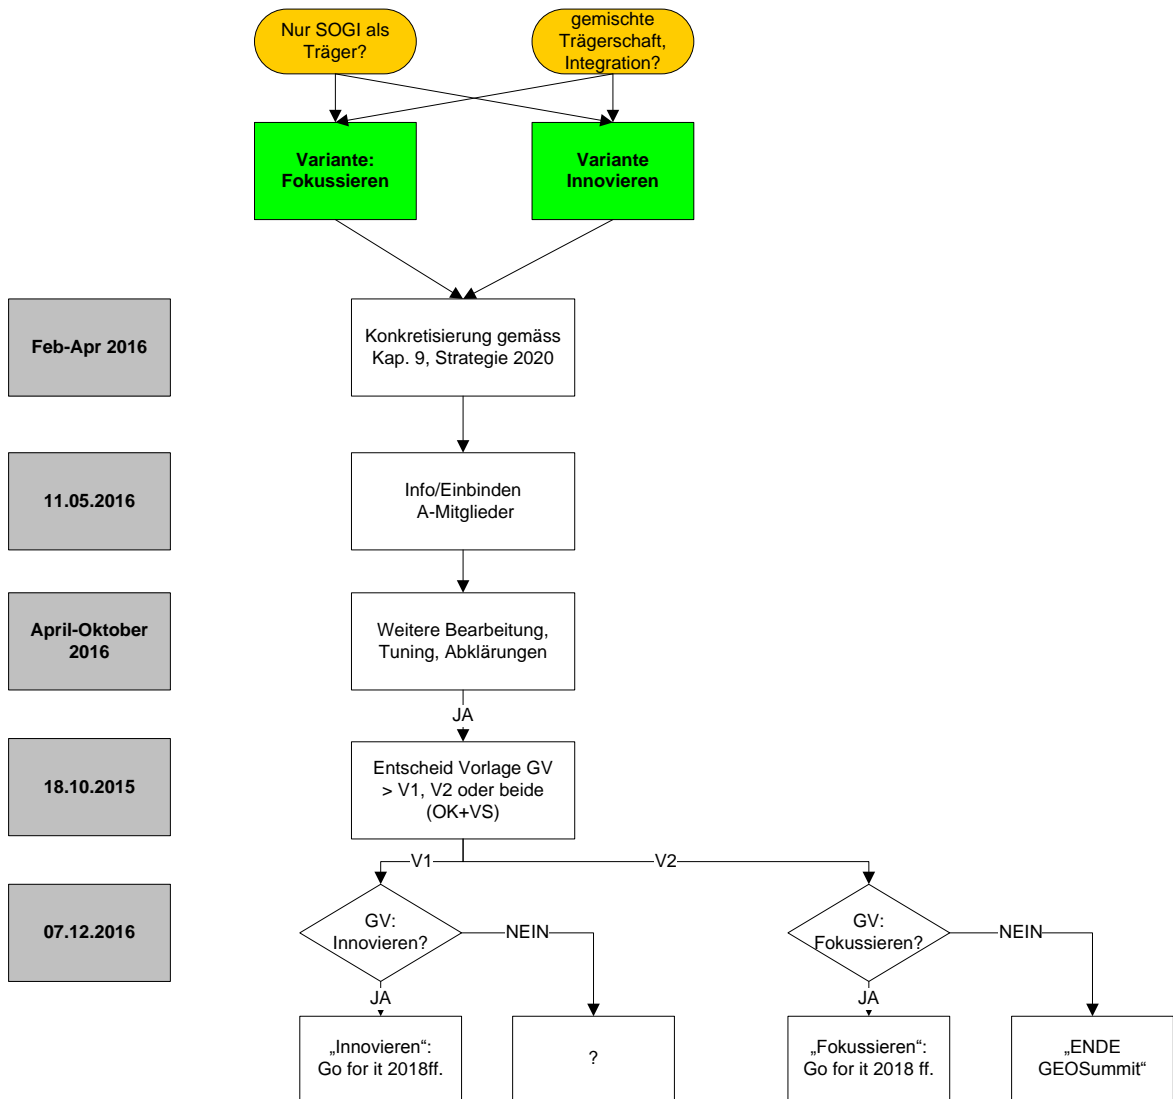 Nur SOGI als
Träger?
gemischte
Trägerschaft,
Integration?
Variante:
Fokussieren
Variante
Innovieren
Feb-Apr 2016
Konkretisierung gemäss
Kap. 9, Strategie 2020
11.05.2016
Info/Einbinden
A-Mitglieder
April-Oktober
2016
Weitere Bearbeitung,
Tuning, Abklärungen
JA
18.10.2015
Entscheid Vorlage GV
> V1, V2 oder beide
(OK+VS)
V1
V2
07.12.2016
GV:
Innovieren?
NEIN
GV:
Fokussieren?
NEIN
JA
JA
„Innovieren“:
Go for it 2018ff.
?
„Fokussieren“:
Go for it 2018 ff.
„ENDE
GEOSummit“